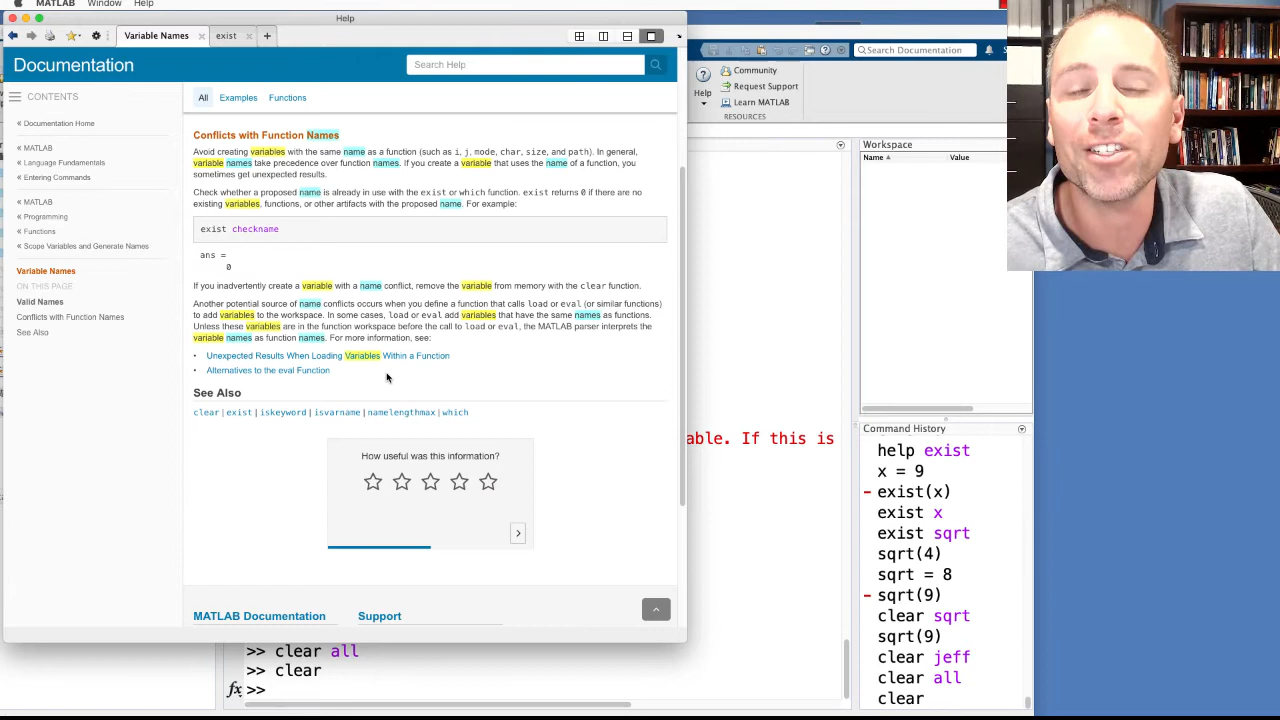 MATLAB Window Help
Help
Variable Names
exist
Documentation
Search Help
CONTENTS
« Documentation Home
« MATLAB
« Language Fundamentals
« Entering Commands
« MATLAB
« Programming
« Functions
« Scope Variables and Generate Names
Variable Names
ON THIS PAGE
Valid Names
Conflicts with Function Names
See Also
All Examples Functions
Conflicts with Function Names
Avoid creating variables with the same name as a function (such as i, j, mode, char, size, and path). In general,
variable names take precedence over function names. If you create a variable that uses the name of a function, you
sometimes get unexpected results.
Check whether a proposed name is already in use with the exist or which function. exist returns 0 if there are no
existing variables, functions, or other artifacts with the proposed name. For example:
exist checkname
ans =
0
If you inadvertently create a variable with a name conflict, remove the variable from memory with the clear function.
Another potential source of name conflicts occurs when you define a function that calls load or eval (or similar functions)
to add variables to the workspace. In some cases, load or eval add variables that have the same names as functions.
Unless these variables are in the function workspace before the call to load or eval, the MATLAB parser interprets the
variable names as function names. For more information, see:
• Unexpected Results When Loading Variables Within a Function
• Alternatives to the eval Function
See Also
clear | exist | iskeyword | isvarname | namelengthmax | which
How useful was this information?
MATLAB Documentation
Support
Search Documentation
Help
Community
Request Support
Learn MATLAB
RESOURCES
able. If this is
>> clear all
>> clear
fx >>
Workspace
Name
Value
Command History
help exist
x = 9
exist(x)
exist x
exist sqrt
sqrt(4)
sqrt = 8
sqrt(9)
clear sqrt
sqrt(9)
clear jeff
clear all
clear